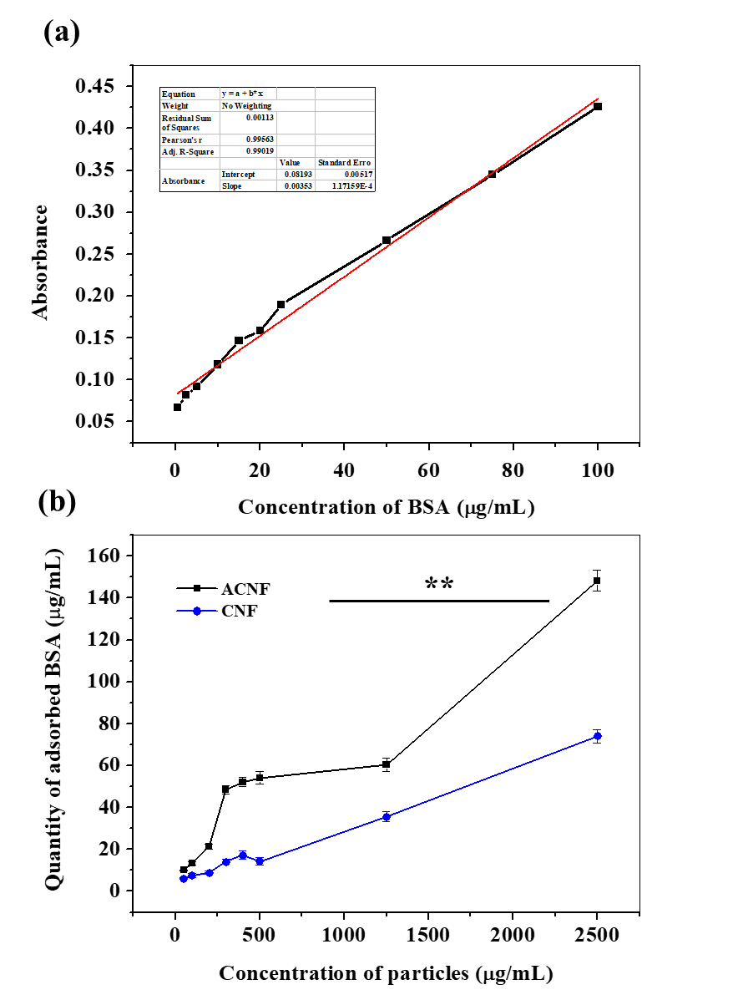 (a)
0.45
0.40
0.35
0.30
0.25
0.20
0.15
0.10
0.05
Absorbance
Equation y = a + b*x
Weight No Weighting
Residual Sum of Squares 0.00113
Pearson's r 0.99563
Adj. R-Square 0.99019
Value Standard Erro
Absorbance Intercept 0.08193 0.00517
Slope 0.00353 1.17159E-4
0 20 40 60 80 100
Concentration of BSA (μg/mL)
(b)
160
140
120
100
80
60
40
20
0
Quantity of adsorbed BSA (μg/mL)
ACNF
CNF
**
0 500 1000 1500 2000 2500
Concentration of particles (μg/mL)